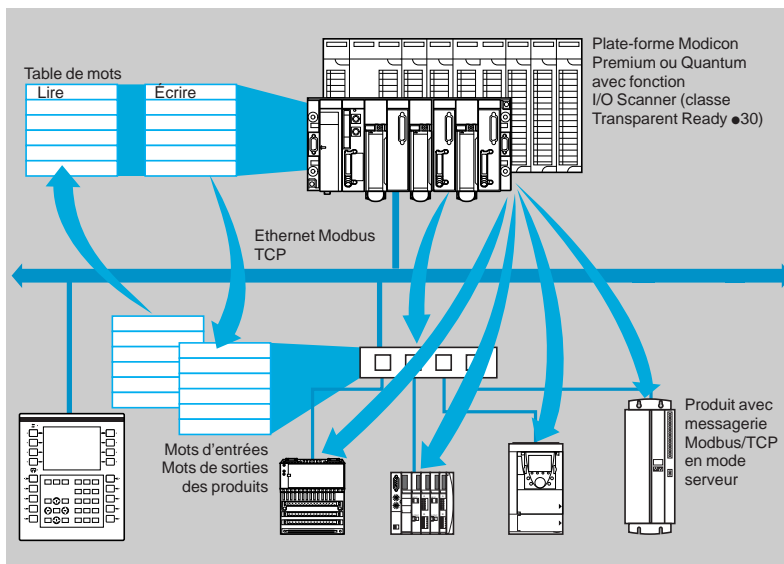 Table de mots
Lire
Écrire
Plate-forme Modicon
Premium ou Quantum
avec fonction
I/O Scanner (classe
Transparent Ready ●30)
Ethernet Modbus
TCP
Mots d'entrées
Mots de sorties
des produits
Produit avec
messagerie
Modbus/TCP
en mode
serveur